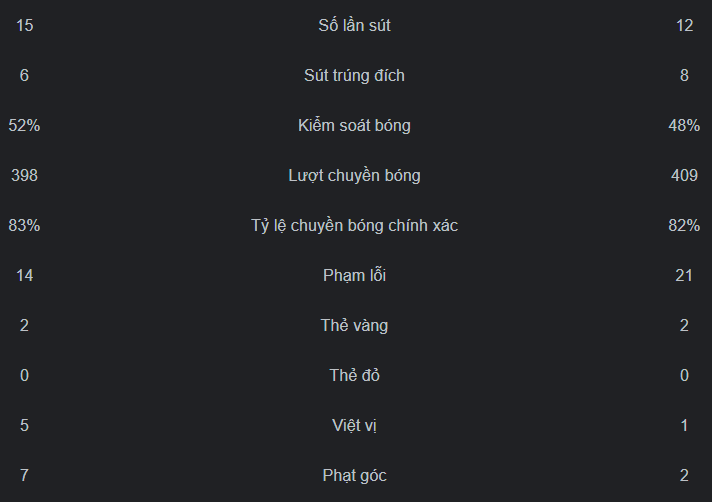 15 Số lần sút 12
6 Sút trúng đích 8
52% Kiểm soát bóng 48%
398 Lượt chuyền bóng 409
83% Tỷ lệ chuyền bóng chính xác 82%
14 Phạm lỗi 21
2 Thẻ vàng 2
0 Thẻ đỏ 0
5 Việt vị 1
7 Phạt góc 2